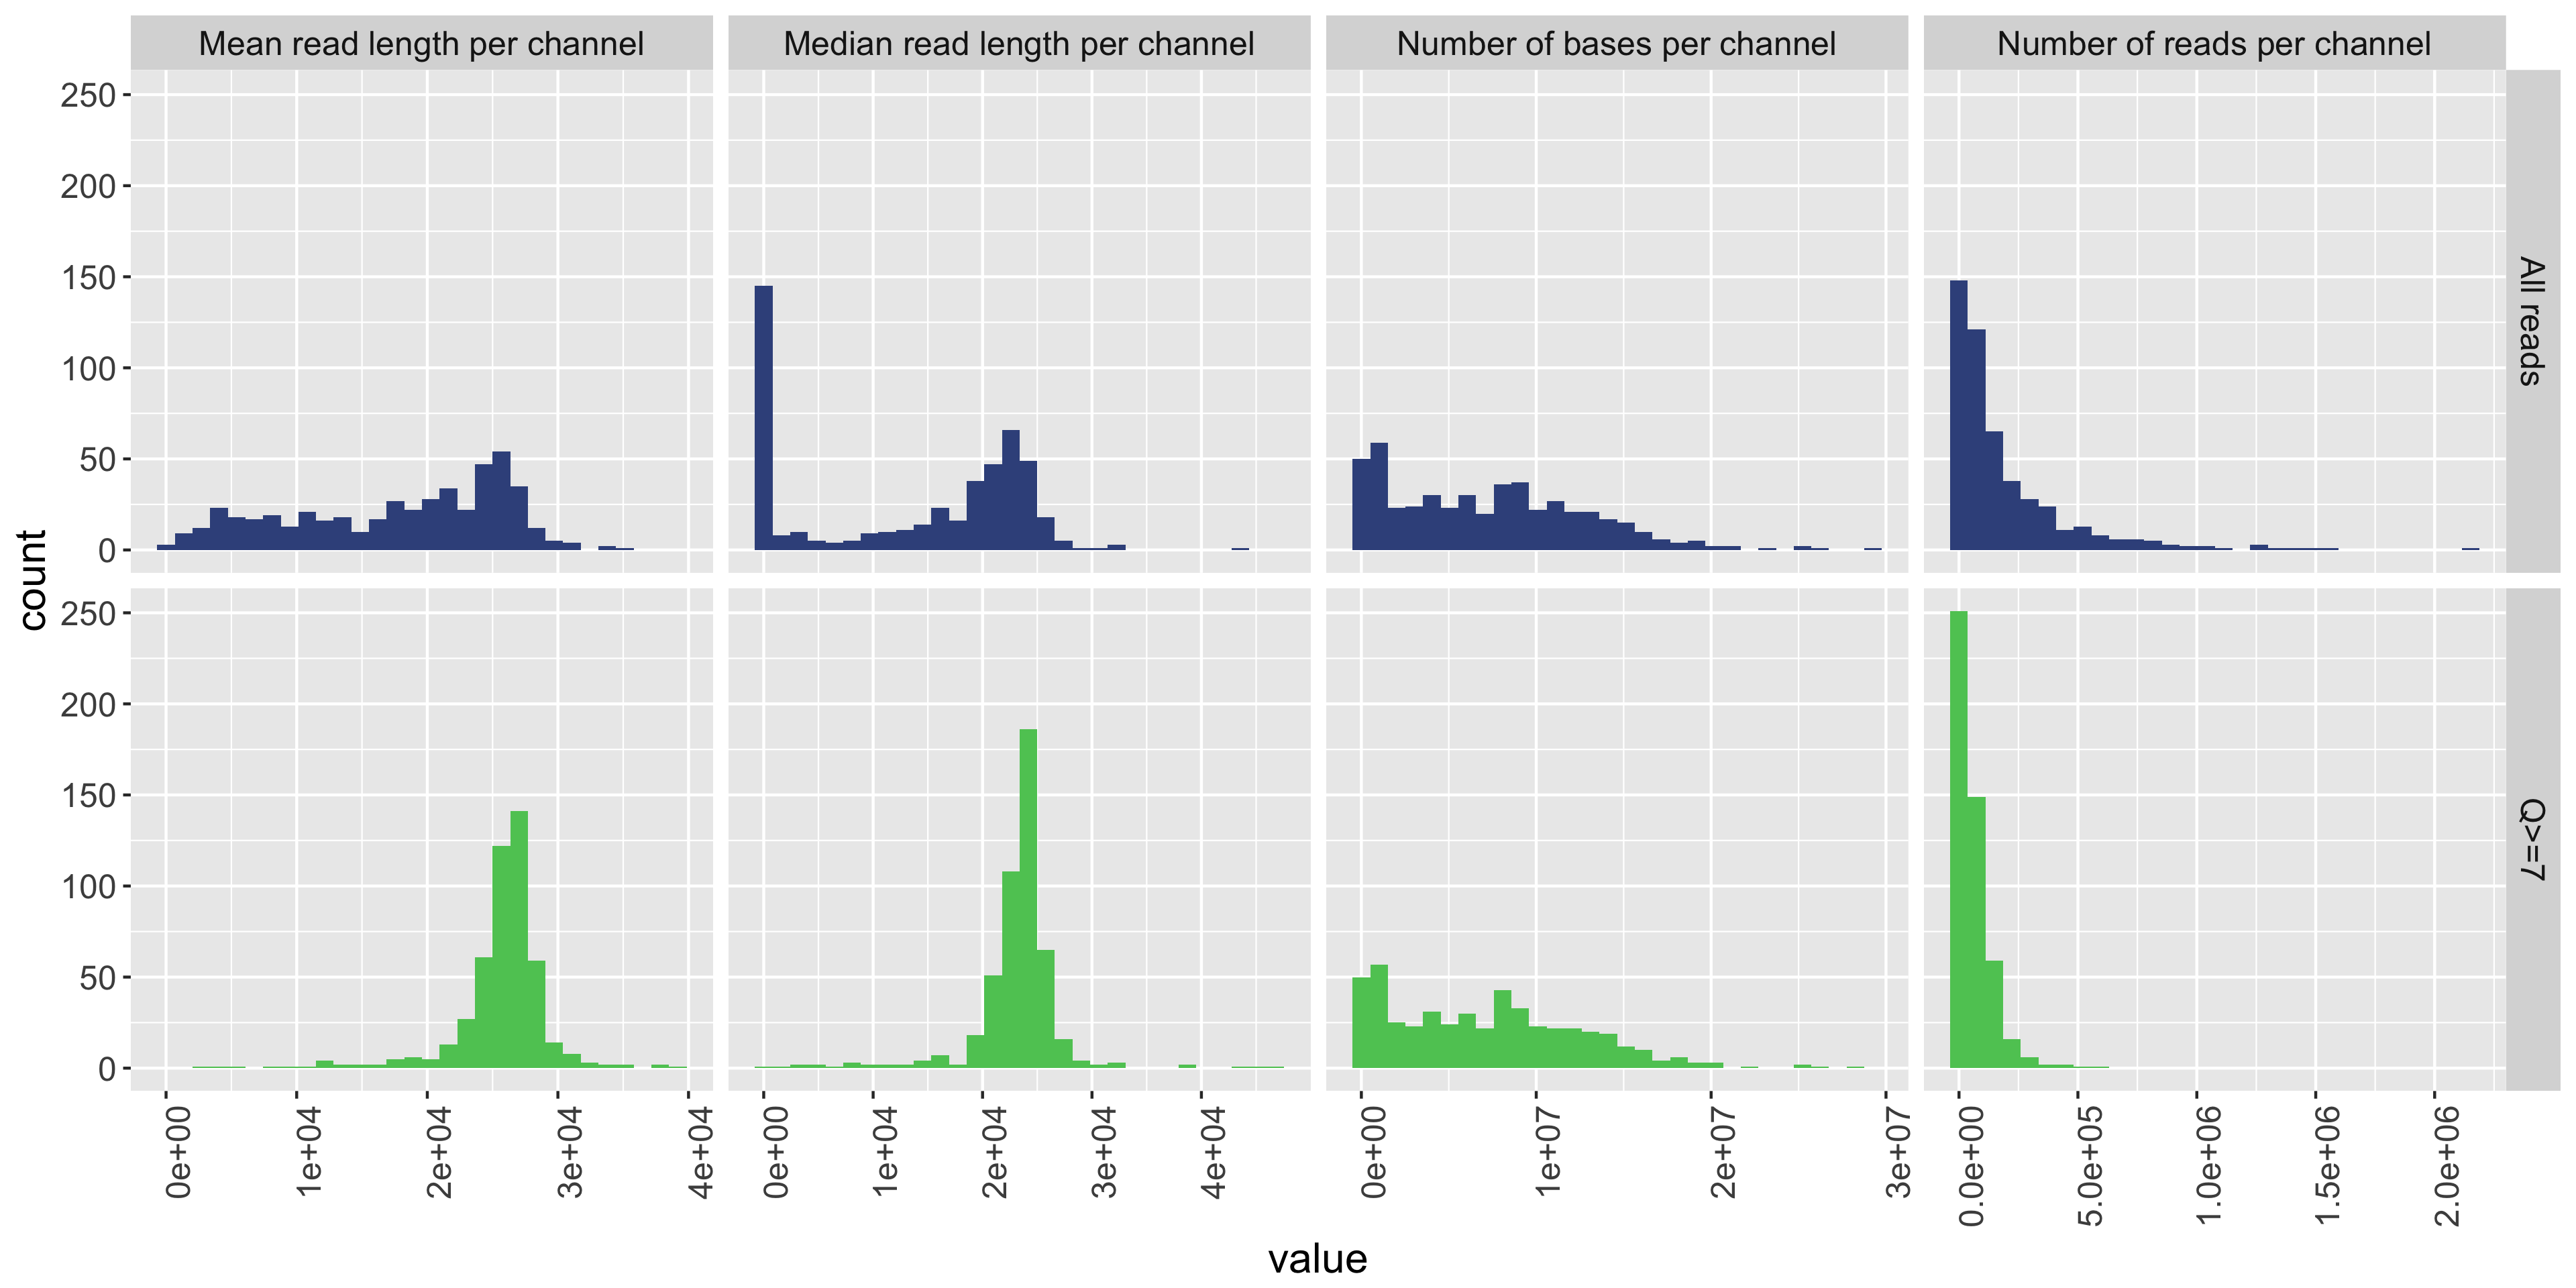 Mean read length per channel
Median read length per channel
Number of bases per channel
Number of reads per channel
250
200
150
100
50
0
All reads
count
250
200
150
100
50
0
Q>=7
0e+00
1e+04
2e+04
3e+04
4e+04
0e+00
1e+04
2e+04
3e+04
4e+04
0e+00
1e+07
2e+07
3e+07
0.0e+00
5.0e+05
1.0e+06
1.5e+06
2.0e+06
value